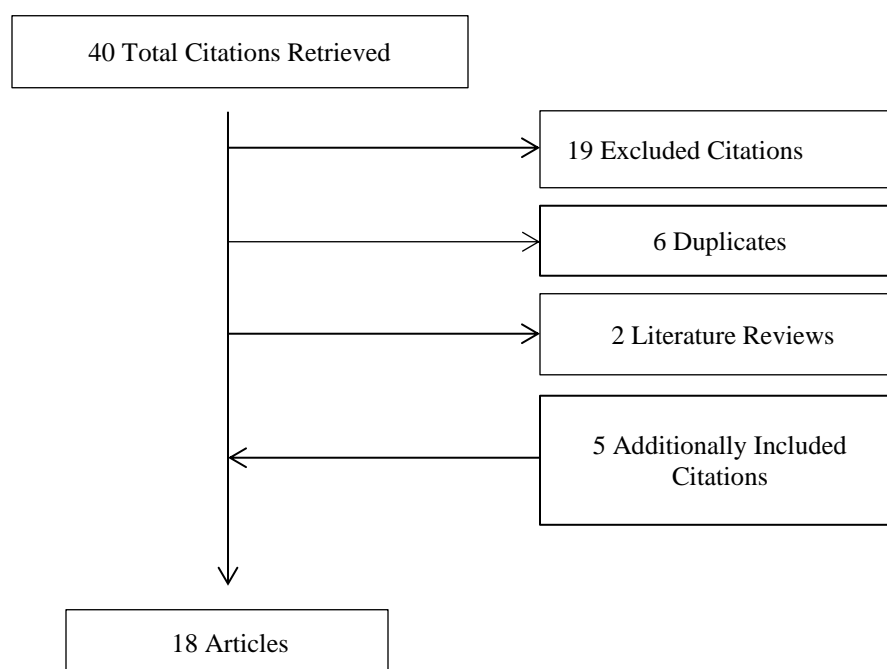 40 Total Citations Retrieved
19 Excluded Citations
6 Duplicates
2 Literature Reviews
5 Additionally Included
Citations
18 Articles